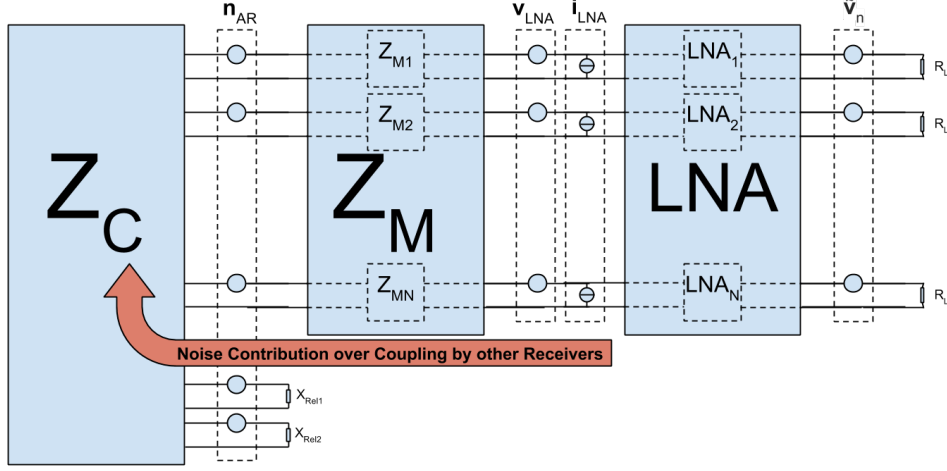 n_AR v_LNA i_LNA ṽ_n
Z_C
Z_M
LNA
Z_M1 LNA_1 R_L
Z_M2 LNA_2 R_L
Z_MN LNA_N R_L
Noise Contribution over Coupling by other Receivers
X_Rel1
X_Rel2